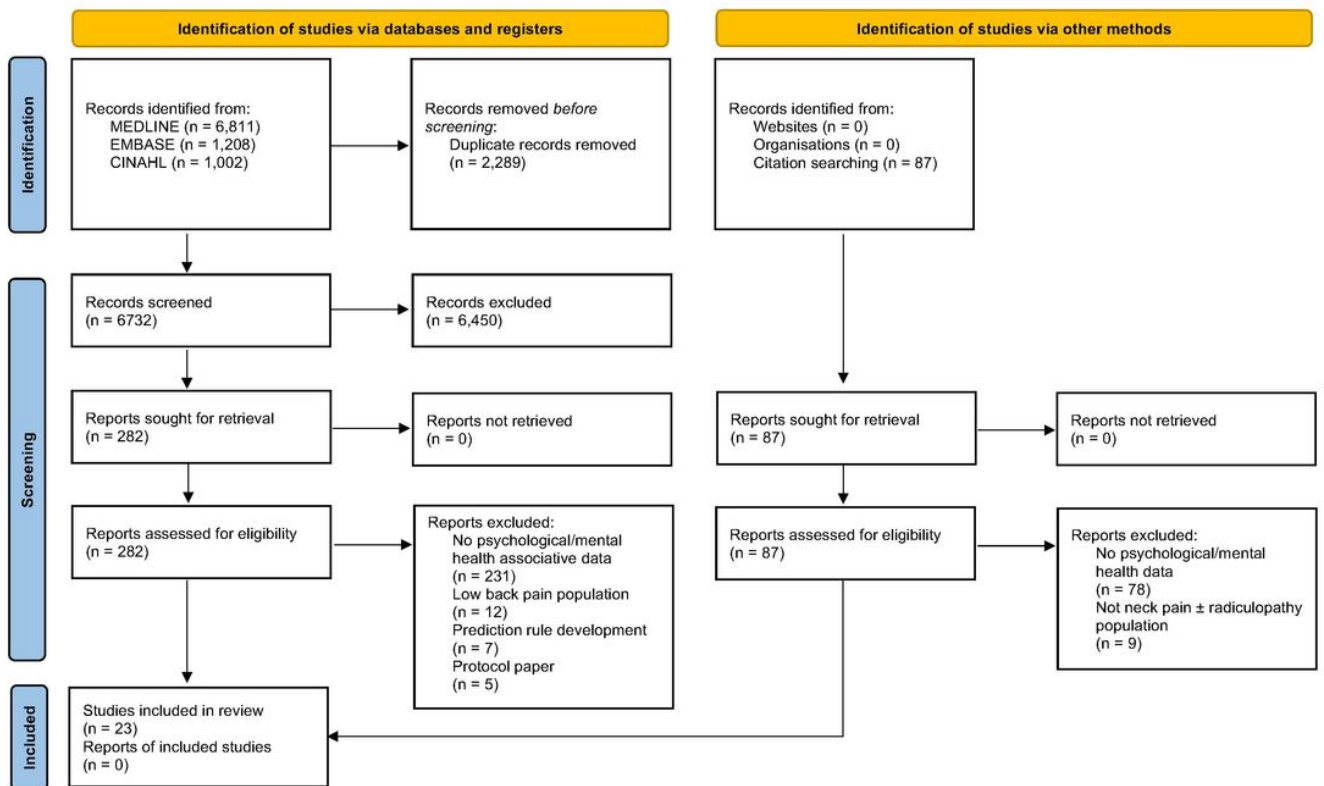 Identification of studies via databases and registers
Identification of studies via other methods
Identification
Records identified from:
MEDLINE (n = 6,811)
EMBASE (n = 1,208)
CINAHL (n = 1,002)
Records removed before
screening:
Duplicate records removed
(n = 2,289)
Records identified from:
Websites (n = 0)
Organisations (n = 0)
Citation searching (n = 87)
Screening
Records screened
(n = 6732)
Records excluded
(n = 6,450)
Reports sought for retrieval
(n = 282)
Reports not retrieved
(n = 0)
Reports sought for retrieval
(n = 87)
Reports not retrieved
(n = 0)
Reports assessed for eligibility
(n = 282)
Reports excluded:
No psychological/mental
health associative data
(n = 231)
Low back pain population
(n = 12)
Prediction rule development
(n = 7)
Protocol paper
(n = 5)
Reports assessed for eligibility
(n = 87)
Reports excluded:
No psychological/mental
health data
(n = 78)
Not neck pain ± radiculopathy
population
(n = 9)
Included
Studies included in review
(n = 23)
Reports of included studies
(n = 0)